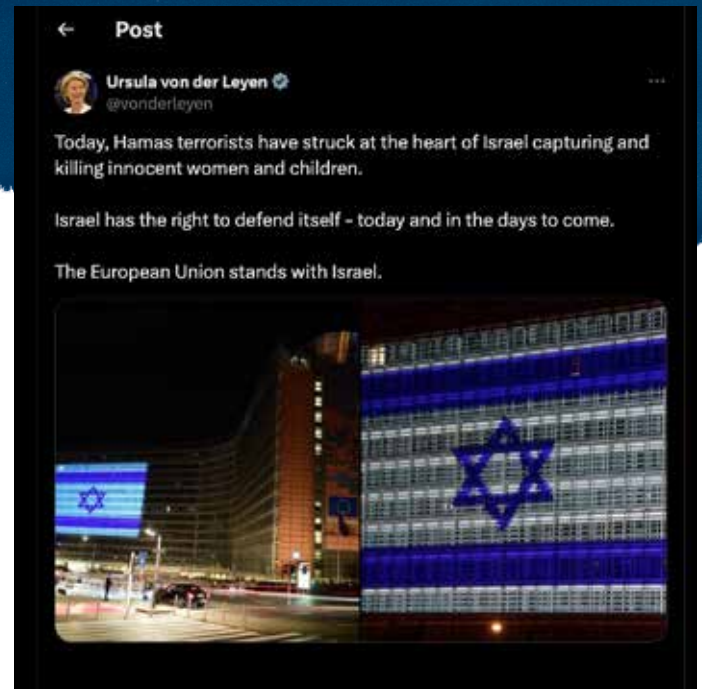 Post
Ursula von der Leyen
@vonderleyen
Today, Hamas terrorists have struck at the heart of Israel capturing and
killing innocent women and children.
Israel has the right to defend itself - today and in the days to come.
The European Union stands with Israel.